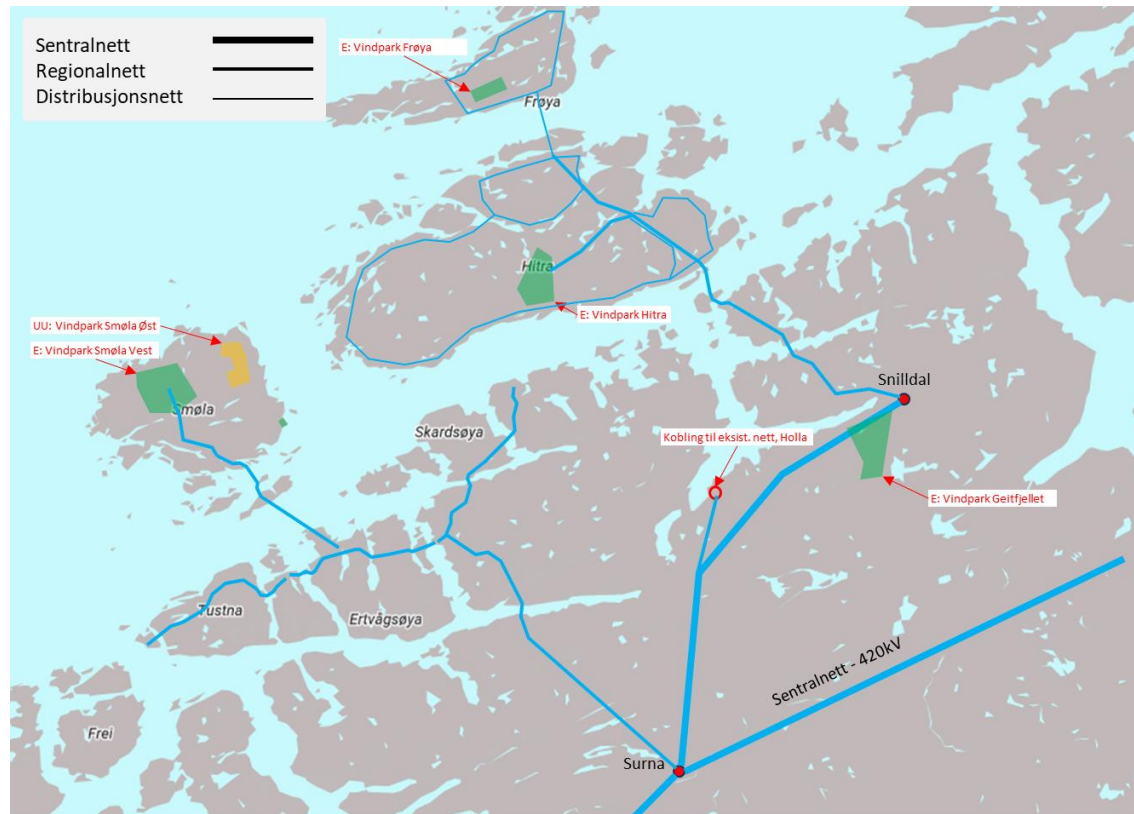 Sentralnett
Regionalnett
Distribusjonsnett
E: Vindpark Frøya
Frøya
Hitra
E: Vindpark Hitra
UU: Vindpark Smøla Øst
E: Vindpark Smøla Vest
Smøla
Snilldal
Skardsøya
Kobling til eksist. nett, Holla
E: Vindpark Geitfjellet
Tustna
Ertvågsøya
Sentralnett - 420kV
Frei
Surna